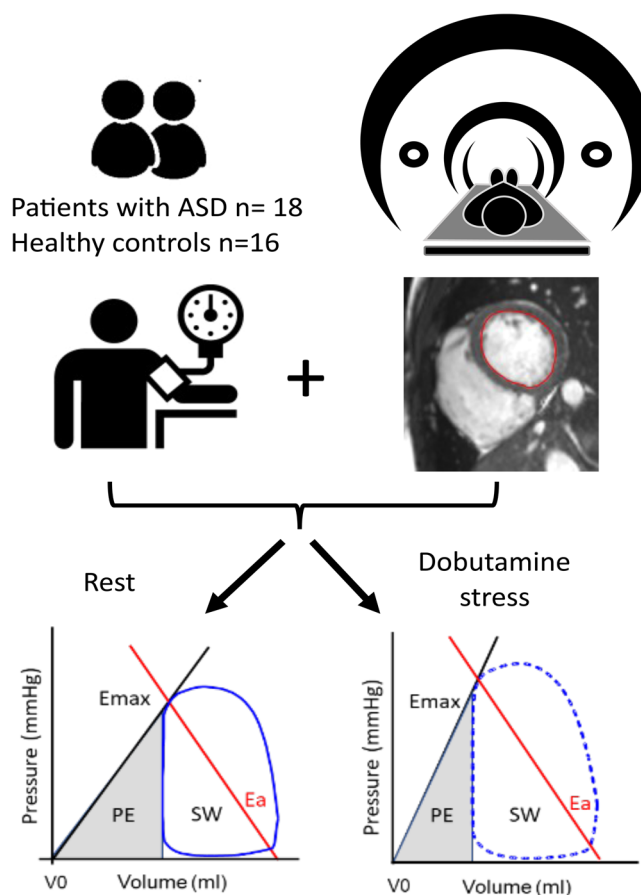 Patients with ASD n= 18
Healthy controls n=16
+
Rest
Dobutamine
stress
Pressure (mmHg)
Emax
PE
SW
Ea
V0
Volume (ml)
Pressure (mmHg)
Emax
PE
SW
Ea
V0
Volume (ml)